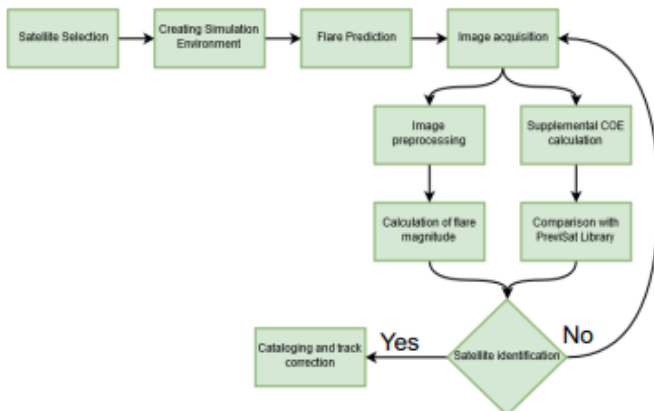 Satellite Selection
Creating Simulation
Environment
Flare Prediction
Image acquisition
Image
preprocessing
Supplemental COE
calculation
Calculation of flare
magnitude
Comparison with
PreviSat Library
Satellite identification
Yes
No
Cataloging and track
correction